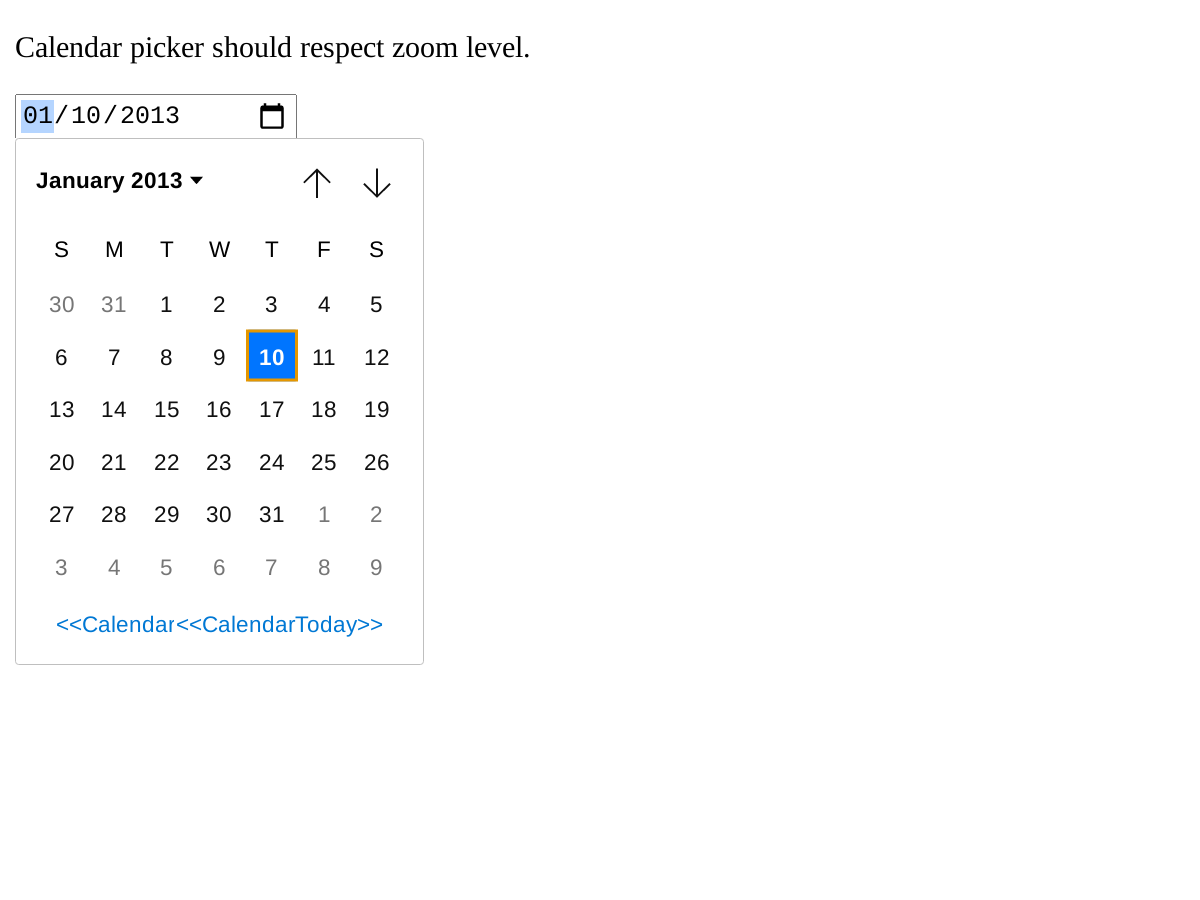 Calendar picker should respect zoom level.
01/10/2013
January 2013
S M T W T F S
30 31 1 2 3 4 5
6 7 8 9 10 11 12
13 14 15 16 17 18 19
20 21 22 23 24 25 26
27 28 29 30 31 1 2
3 4 5 6 7 8 9
<<Calendar<<CalendarToday>>